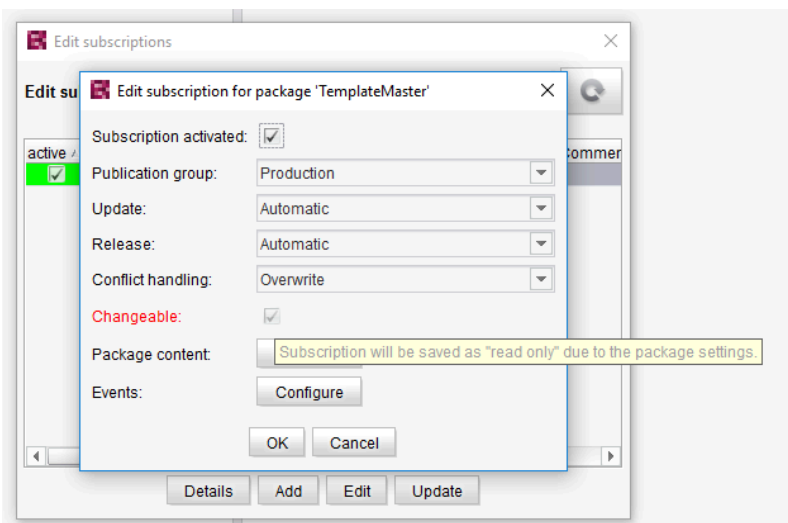 Edit subscriptions
Edit su
Edit subscription for package 'TemplateMaster'
active
Commen
Subscription activated:
Publication group: Production
Update: Automatic
Release: Automatic
Conflict handling: Overwrite
Changeable:
Package content:
Subscription will be saved as "read only" due to the package settings.
Events: Configure
OK Cancel
Details Add Edit Update